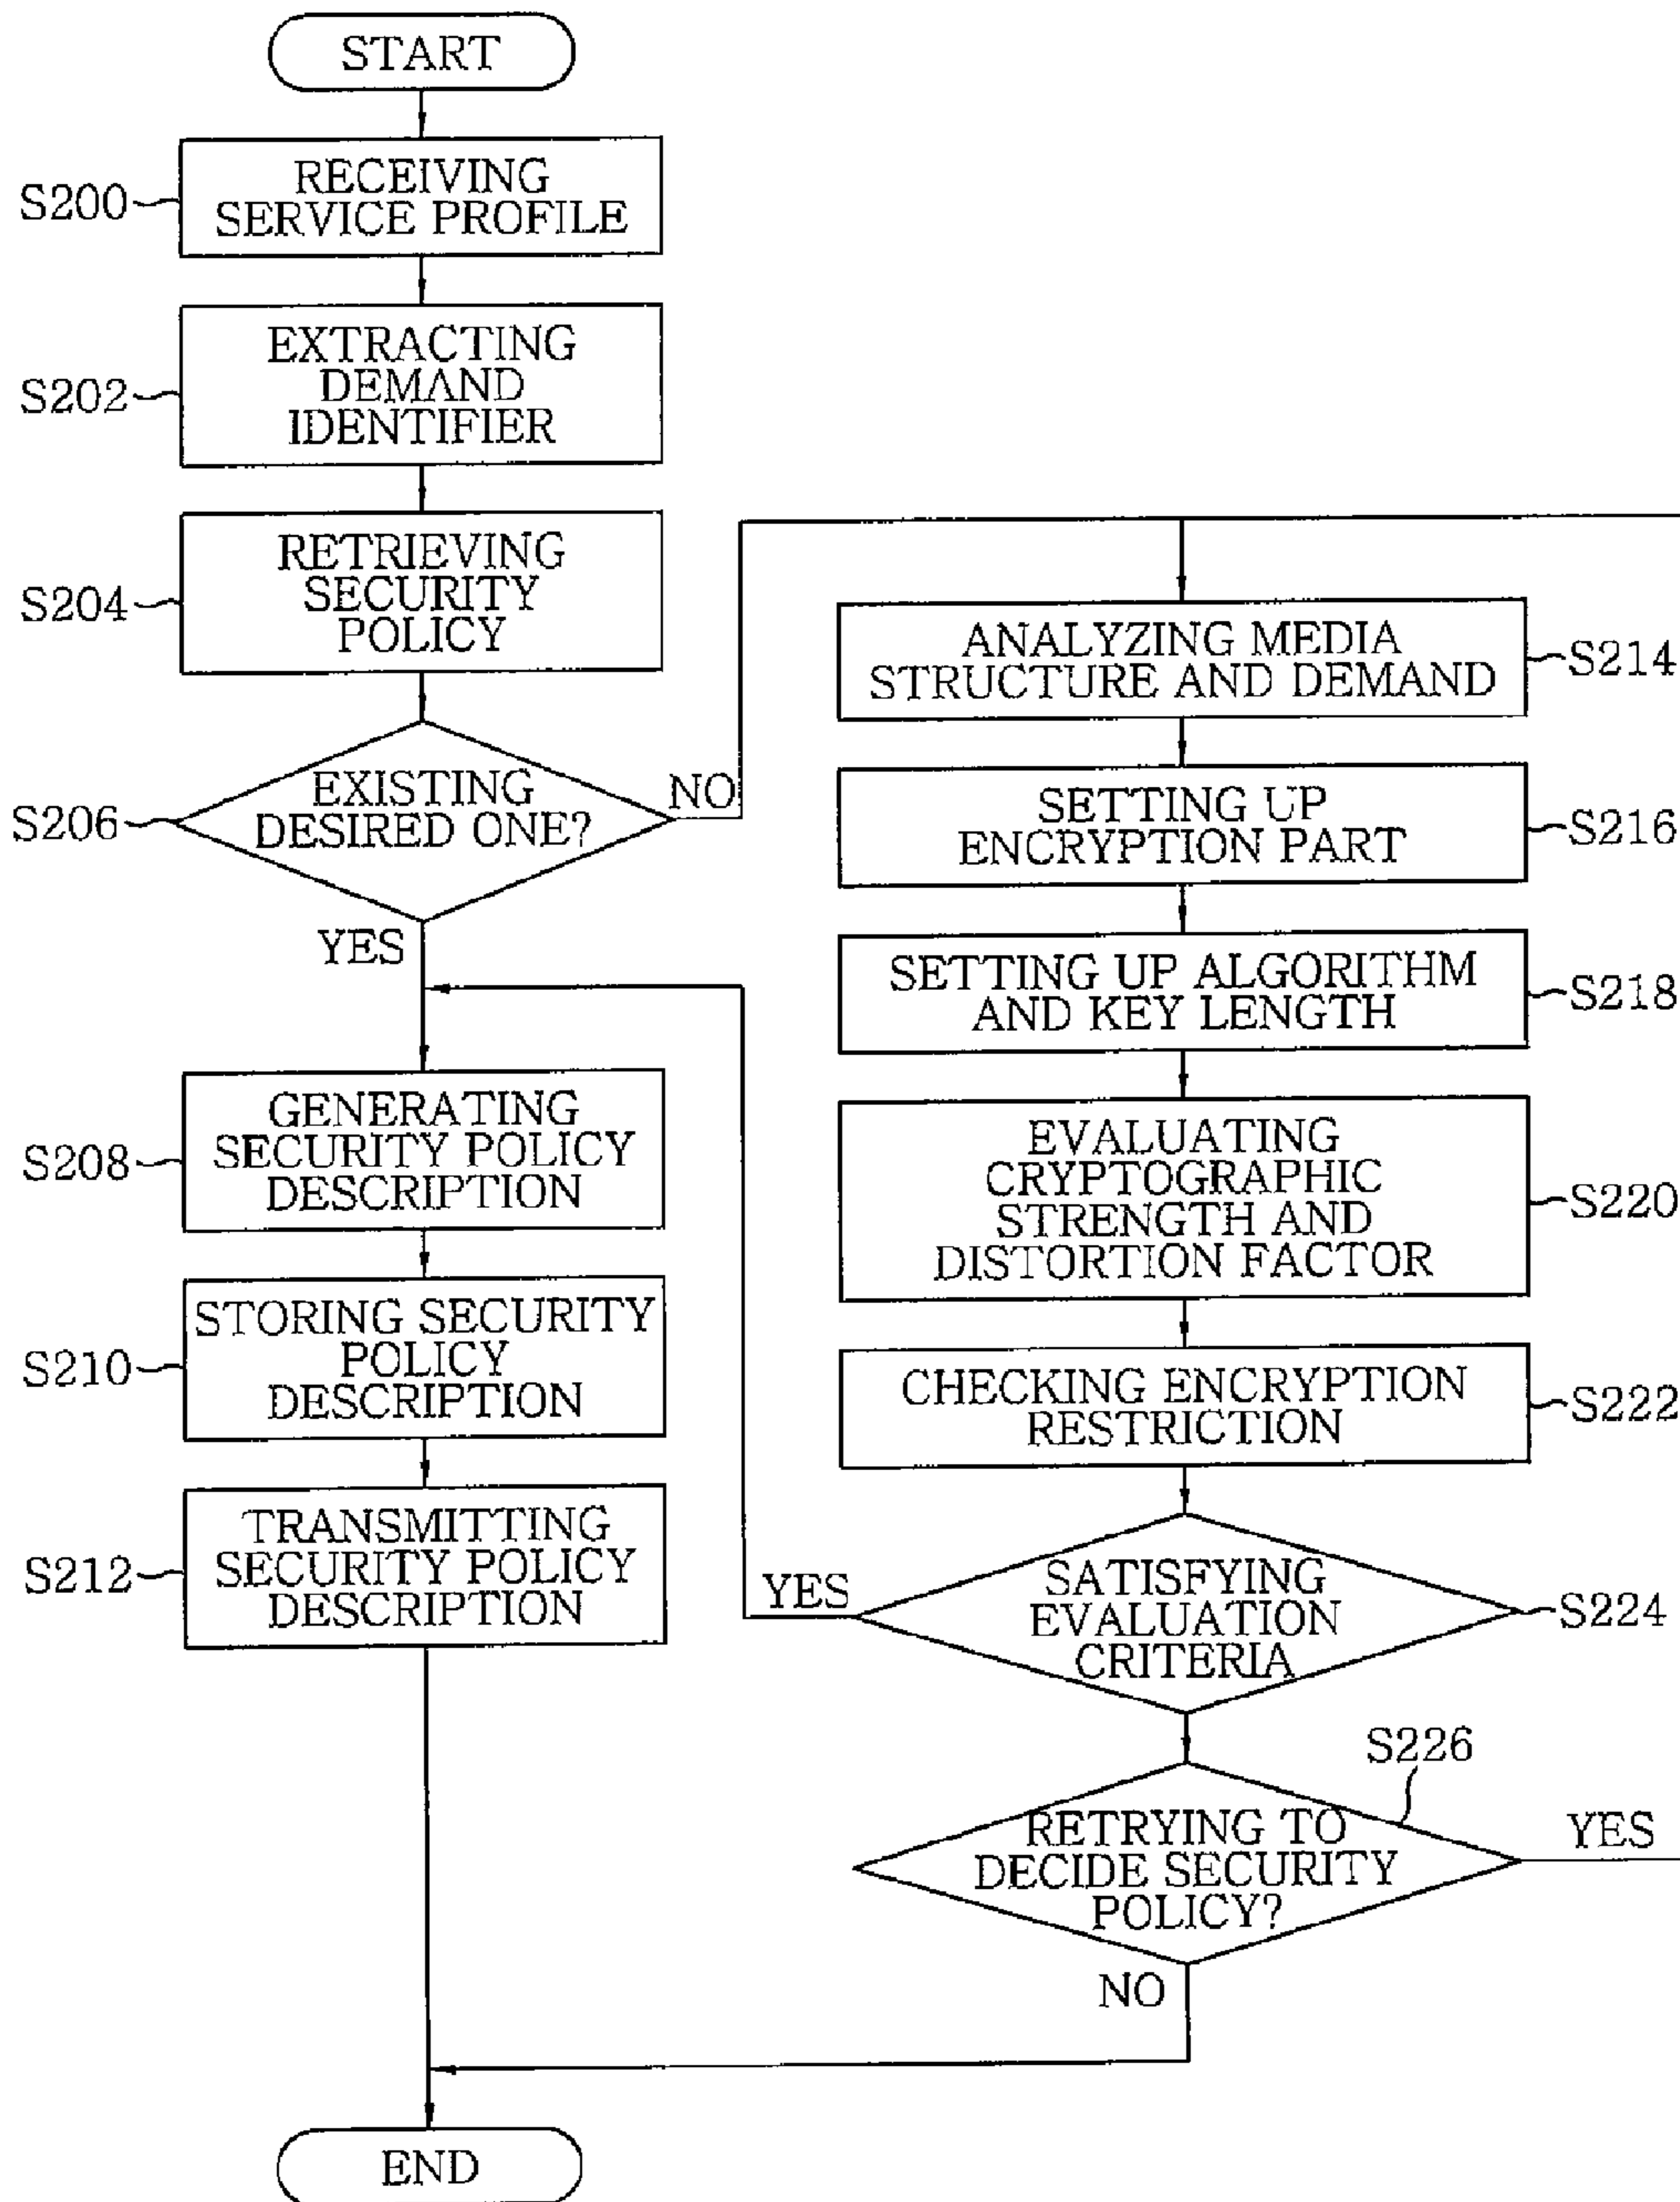 START
S200
RECEIVING
SERVICE PROFILE
S202
EXTRACTING
DEMAND
IDENTIFIER
S204
RETRIEVING
SECURITY
POLICY
S206
EXISTING
DESIRED ONE?
NO
YES
S208
GENERATING
SECURITY POLICY
DESCRIPTION
S210
STORING SECURITY
POLICY
DESCRIPTION
S212
TRANSMITTING
SECURITY POLICY
DESCRIPTION
ANALYZING MEDIA
STRUCTURE AND DEMAND
S214
SETTING UP
ENCRYPTION PART
S216
SETTING UP ALGORITHM
AND KEY LENGTH
S218
EVALUATING
CRYPTOGRAPHIC
STRENGTH AND
DISTORTION FACTOR
S220
CHECKING ENCRYPTION
RESTRICTION
S222
YES
SATISFYING
EVALUATION
CRITERIA
S224
S226
RETRYING TO
DECIDE SECURITY
POLICY?
YES
NO
END